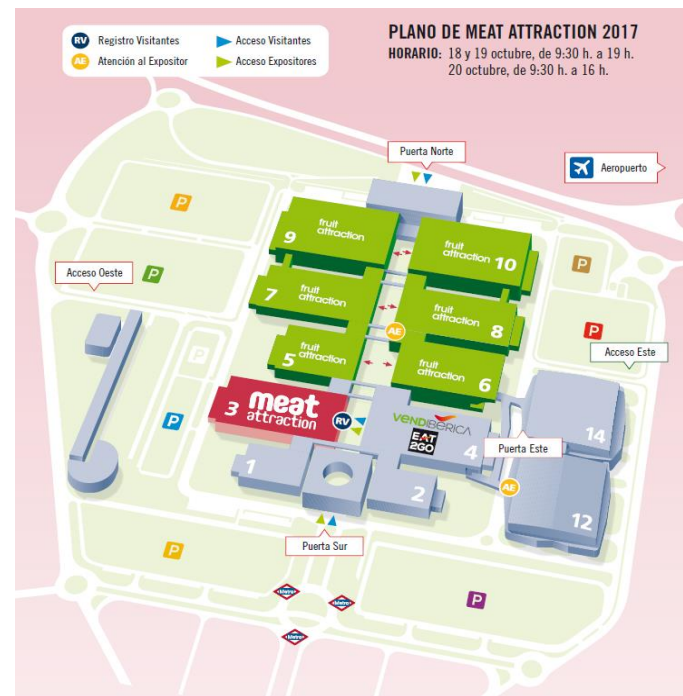 PLANO DE MEAT ATTRACTION 2017
HORARIO: 18 y 19 octubre, de 9:30 h. a 19 h.
20 octubre, de 9:30 h. a 16 h.
RV Registro Visitantes
Acceso Visitantes
AE Atención al Expositor
Acceso Expositores
Puerta Norte
Aeropuerto
P
fruit
attraction
9
fruit
attraction 10
P
Acceso Oeste
P
7 fruit
attraction
fruit
attraction 8
AE
P
Acceso Este
P
5 fruit
attraction
fruit
attraction 6
3 meat
attraction
RV
VENDIBERICA
EAT
2GO
4
14
Puerta Este
P
1
2
AE
12
Puerta Sur
P
P
Metro
Metro
Metro